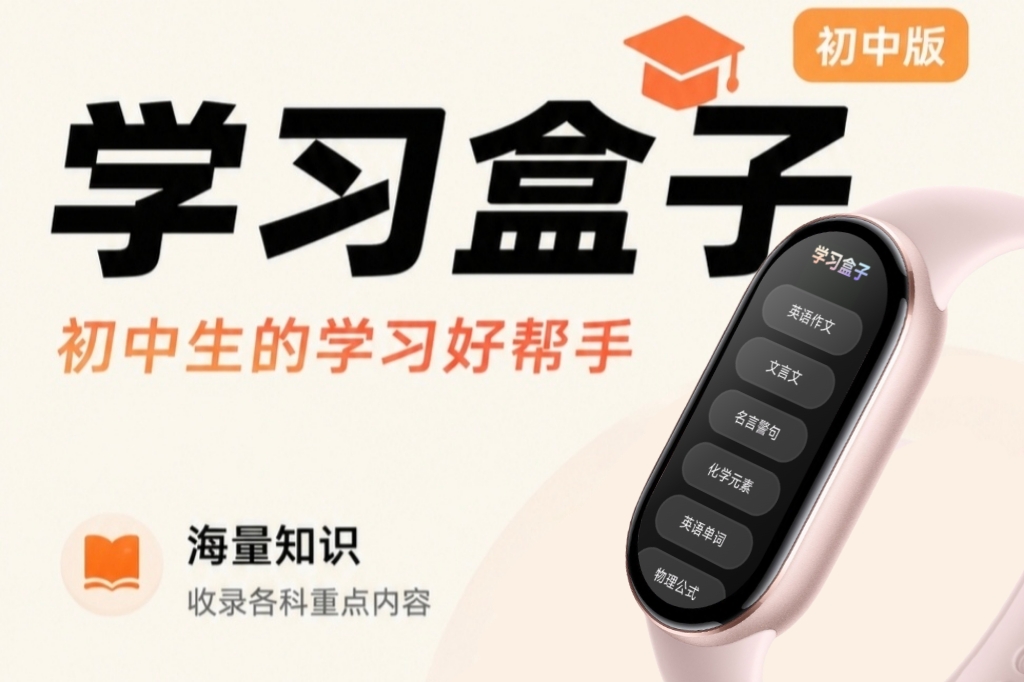 初中版
学习盒子
初中生的学习好帮手
海量知识
收录各科重点内容
学习盒子
英语作文
文言文
名言警句
化学元素
英语单词
物理公式